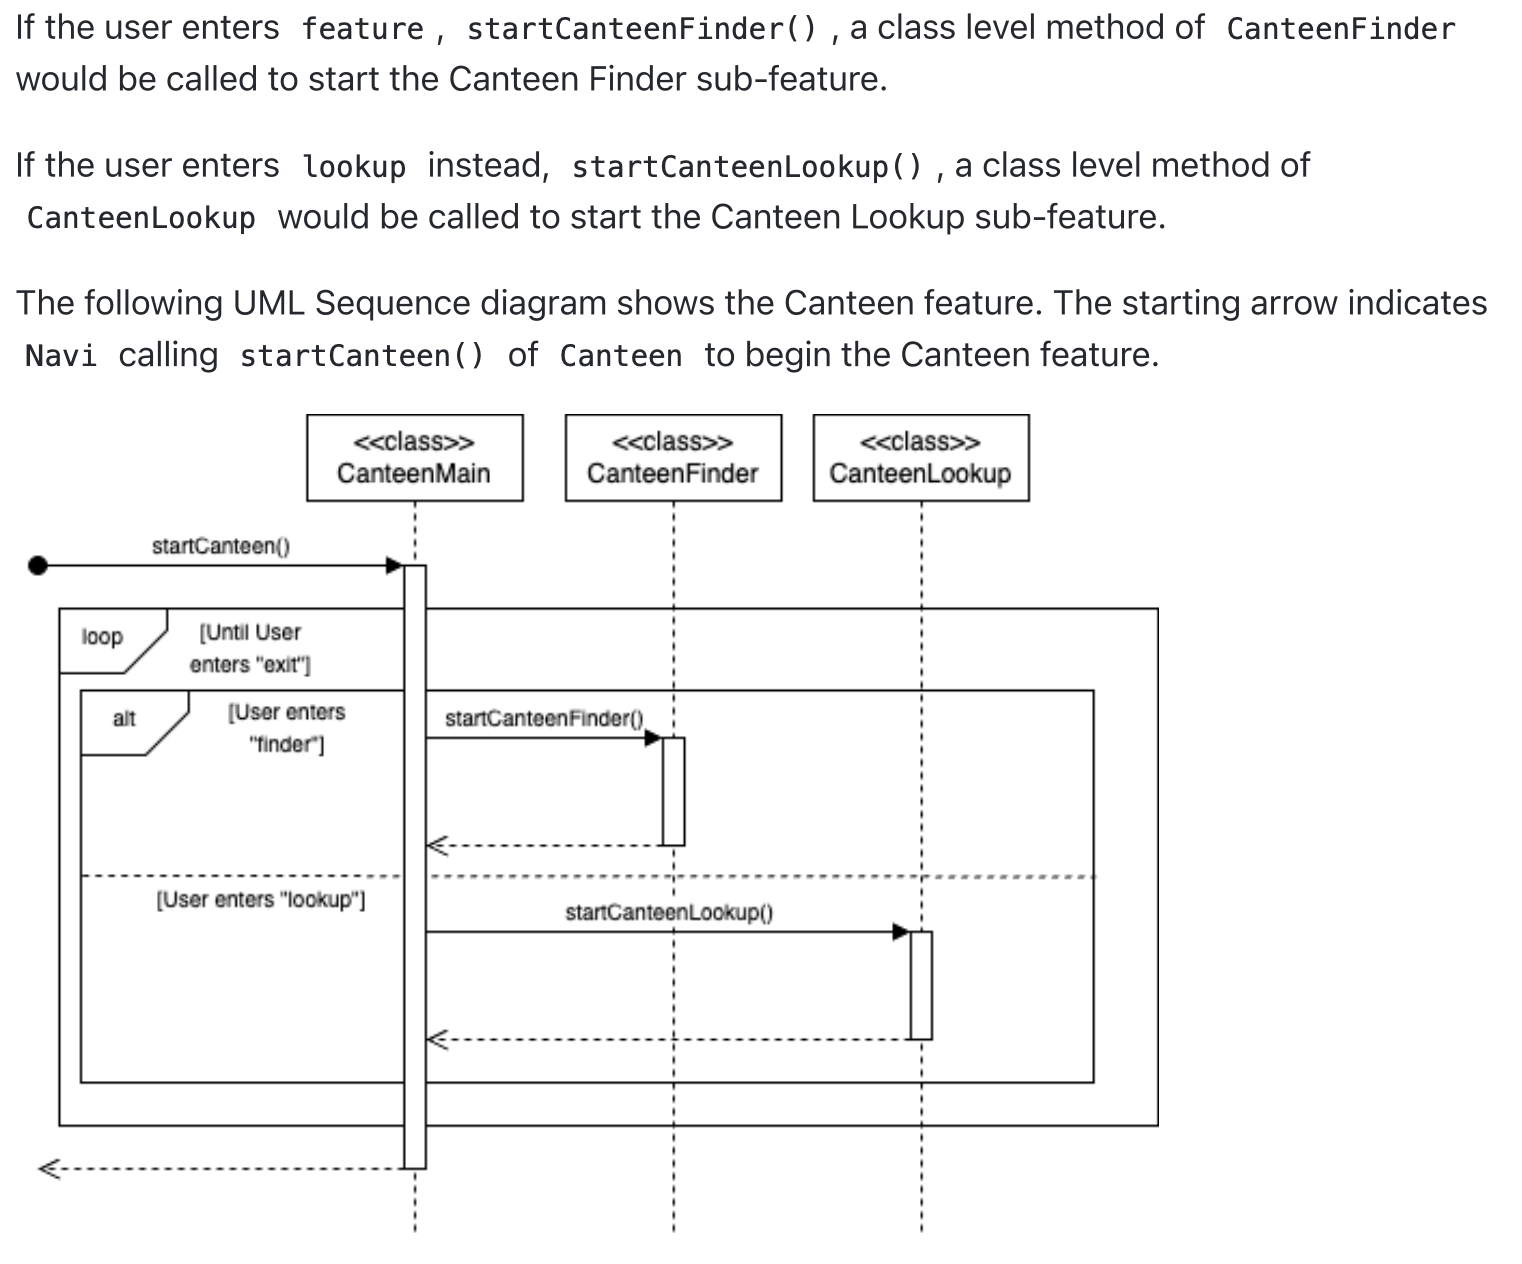 If the user enters feature , startCanteenFinder() , a class level method of CanteenFinder
would be called to start the Canteen Finder sub-feature.
If the user enters lookup instead, startCanteenLookup() , a class level method of
CanteenLookup would be called to start the Canteen Lookup sub-feature.
The following UML Sequence diagram shows the Canteen feature. The starting arrow indicates
Navi calling startCanteen() of Canteen to begin the Canteen feature.
<<class>>
CanteenMain
<<class>>
CanteenFinder
<<class>>
CanteenLookup
startCanteen()
loop
[Until User
enters "exit"]
alt
[User enters
"finder"]
startCanteenFinder()
[User enters "lookup"]
startCanteenLookup()